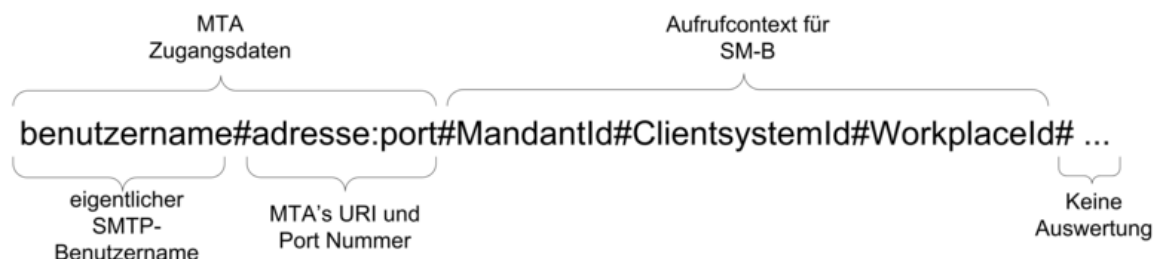 MTA
Zugangsdaten
Aufrufcontext für
SM-B
benutzername#adresse:port#MandantId#ClientsystemId#WorkplaceId# ...
eigentlicher
SMTP-
Benutzername
MTA's URI und
Port Nummer
Keine
Auswertung